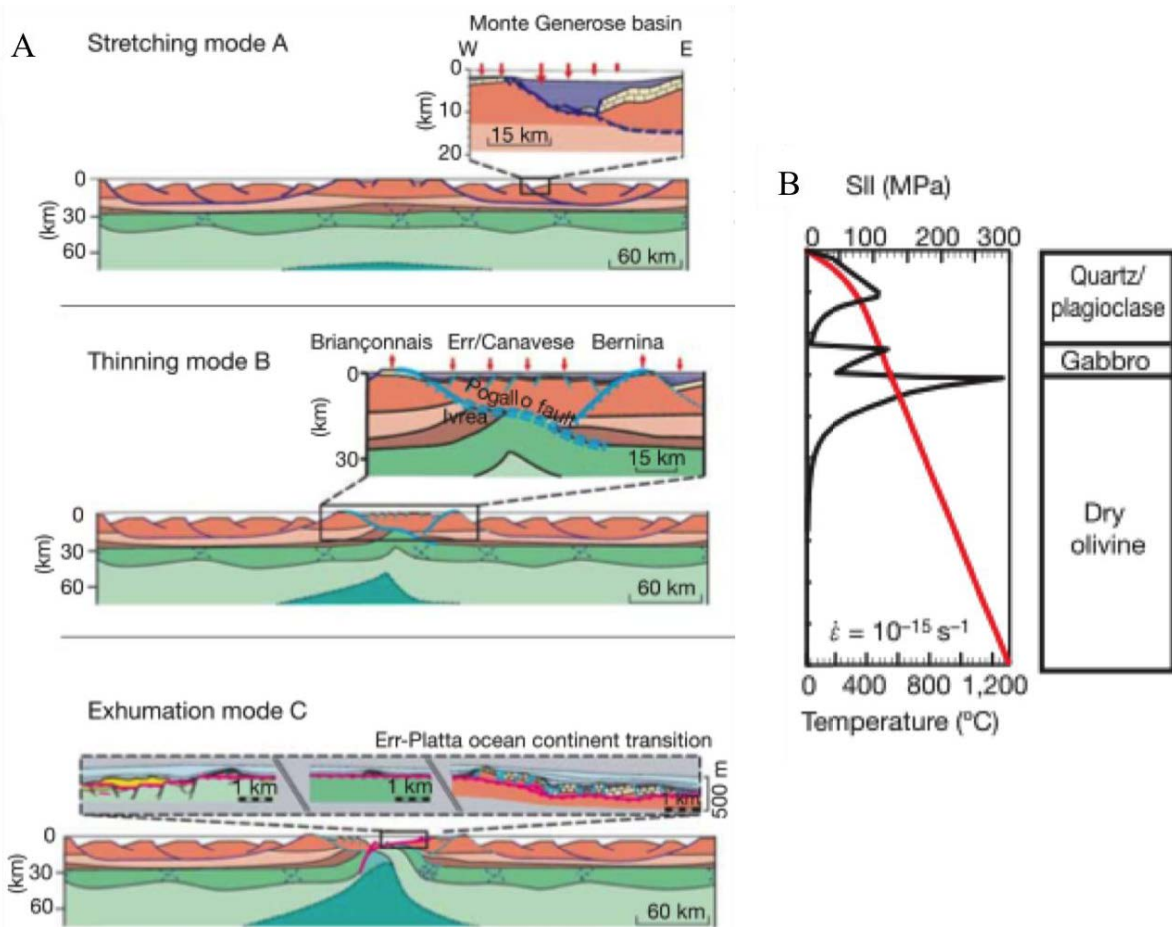 A
Stretching mode A
Monte Generose basin
W
E
0
10
20
(km)
15 km
0
30
60
(km)
60 km
Thinning mode B
Briançonnais Err/Canavese Bernina
0
30
(km)
Pogallo fault
Ivrea
15 km
0
30
60
(km)
60 km
Exhumation mode C
Err-Platta ocean continent transition
1 km
1 km
1 km
500 m
0
30
60
(km)
60 km
B
SII (MPa)
0 100 200 300
Quartz/
plagioclase
Gabbro
Dry
olivine
ε̇ = 10⁻¹⁵ s⁻¹
0 400 800 1,200
Temperature (ºC)